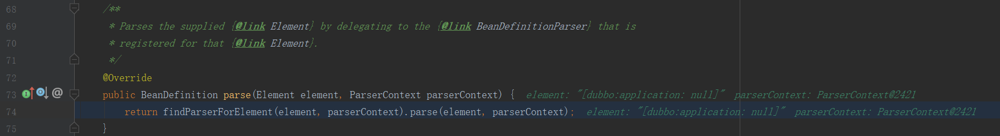 68 /**
69 * Parses the supplied {@link Element} by delegating to the {@link BeanDefinitionParser} that is
70 * registered for that {@link Element}.
71 */
72 @Override
73 public BeanDefinition parse(Element element, ParserContext parserContext) { element: "[dubbo:application: null]" parserContext: ParserContext@2421
74 return findParserForElement(element, parserContext).parse(element, parserContext); element: "[dubbo:application: null]" parserContext: ParserContext@2421
75 }